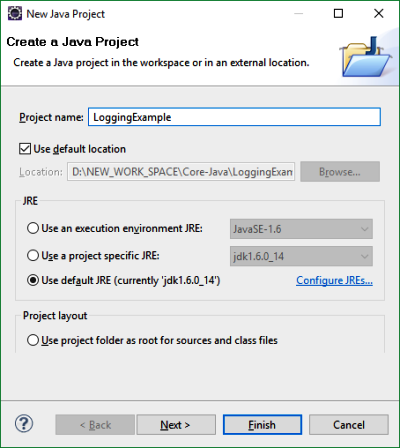 New Java Project
Create a Java Project
Create a Java project in the workspace or in an external location.
Project name: LoggingExample
Use default location
Location: D:\NEW_WORK_SPACE\Core-Java\LoggingExam Browse...
JRE
Use an execution environment JRE: JavaSE-1.6
Use a project specific JRE: jdk1.6.0_14
Use default JRE (currently 'jdk1.6.0_14') Configure JREs...
Project layout
Use project folder as root for sources and class files
? < Back Next > Finish Cancel